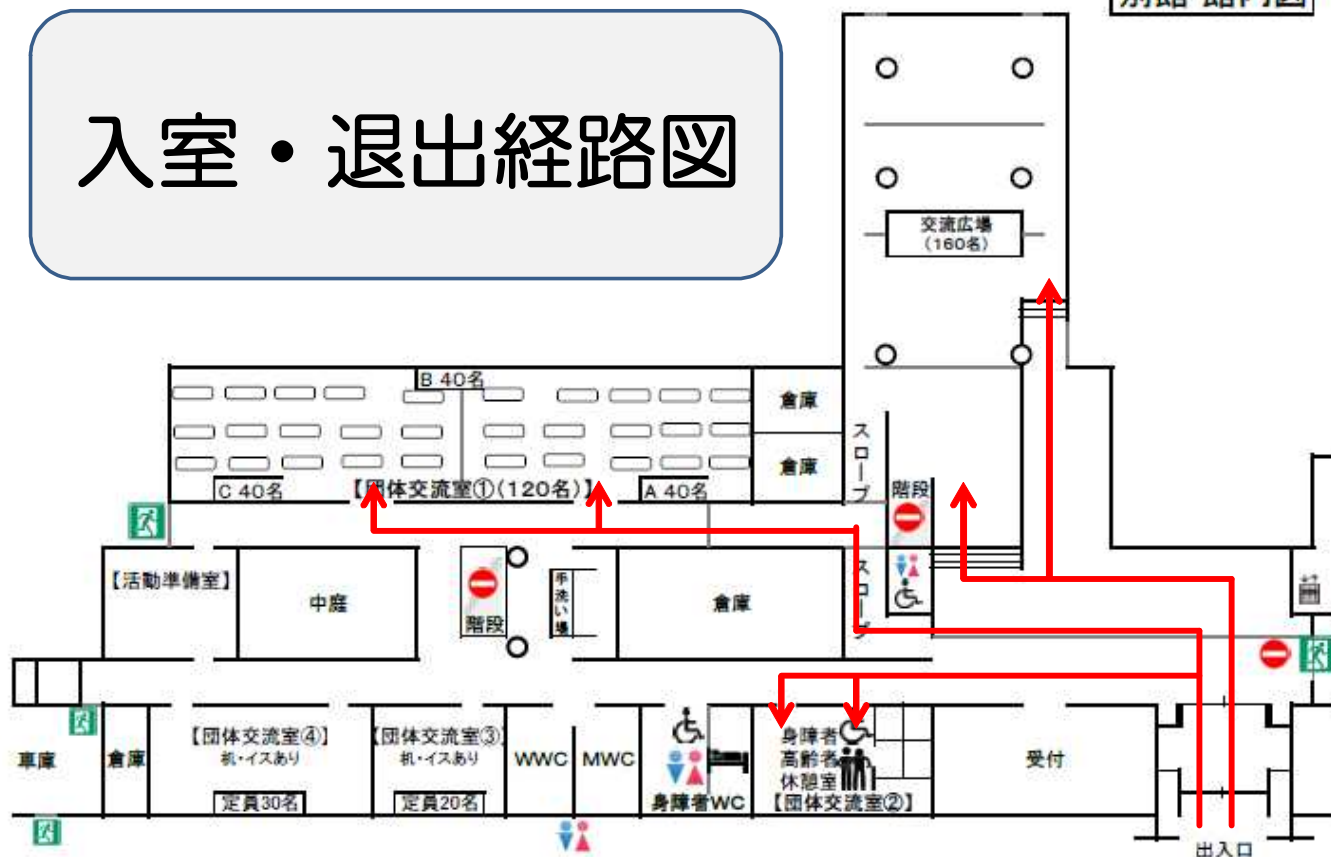 別館 館内図
入室・退出経路図
交流広場
(160名)
B 40名
倉庫
倉庫
スロープ
階段
C 40名
【団体交流室①(120名)】
A 40名
【活動準備室】
中庭
階段
手洗い場
倉庫
スロープ
車庫
倉庫
【団体交流室④】
机・イスあり
定員30名
【団体交流室③】
机・イスあり
定員20名
WWC
MWC
身障者WC
身障者
高齢者
休憩室
【団体交流室②】
受付
出入口